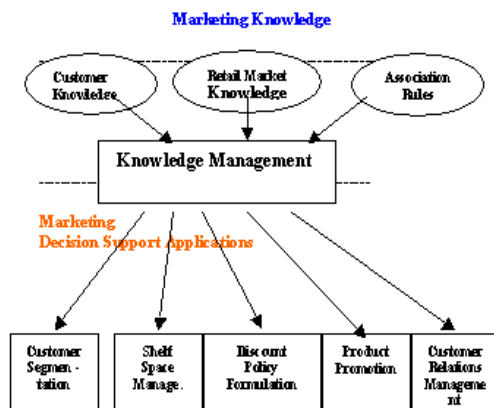 Marketing Knowledge
Customer
Knowledge
Retail Market
Knowledge
Association
Rules
Knowledge Management
Marketing
Decision Support Applications
Customer
Segmen -
tation
Shelf
Space
Manage.
Discount
Policy
Formulation
Product
Promotion
Customer
Relations
Manageme
nt